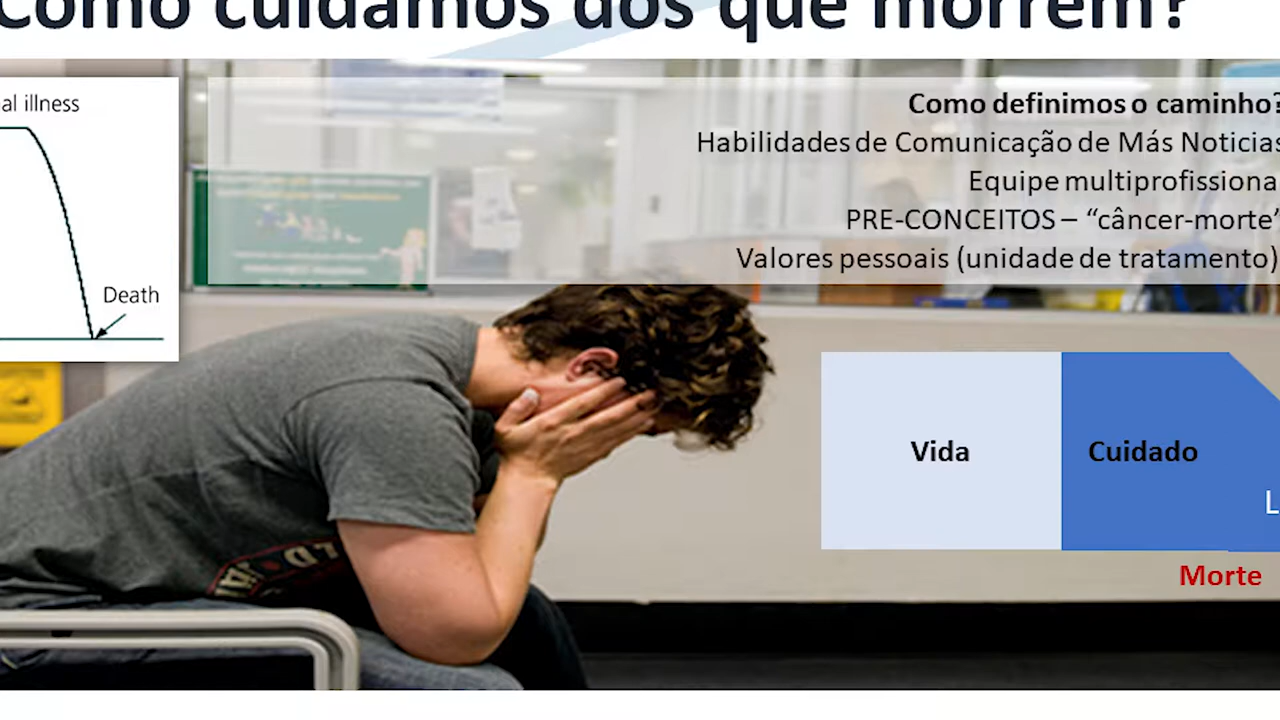 Como cuidamos dos que morrem?
al illness
Death
Como definimos o caminho?
Habilidades de Comunicação de Más Noticias
Equipe multiprofissiona
PRE-CONCEITOS – “câncer-morte”
Valores pessoais (unidade de tratamento)
Vida
Cuidado
L
Morte